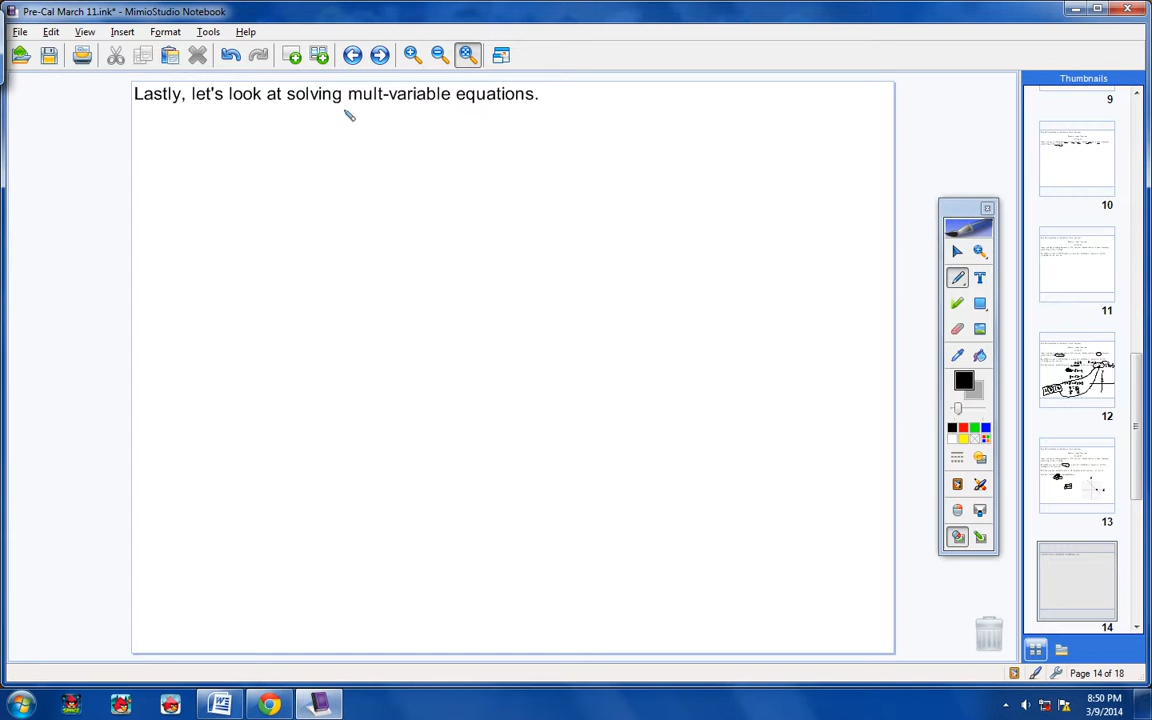 Pre-Cal March 11.ink* - MimioStudio Notebook
File Edit View Insert Format Tools Help
Thumbnails
Lastly, let's look at solving mult-variable equations.
9
10
11
12
13
14
Page 14 of 18
8:50 PM
3/9/2014